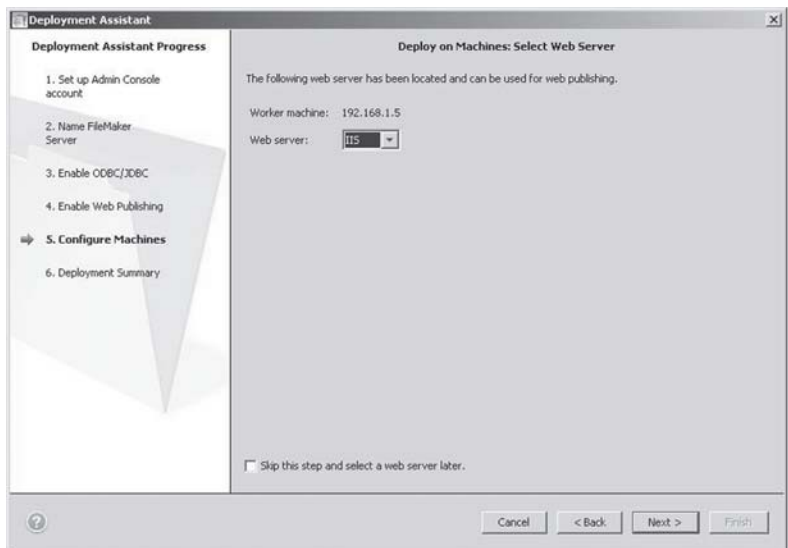 Deployment Assistant
Deployment Assistant Progress
1. Set up Admin Console
account
2. Name FileMaker
Server
3. Enable ODBC/JDBC
4. Enable Web Publishing
5. Configure Machines
6. Deployment Summary
Deploy on Machines: Select Web Server
The following web server has been located and can be used for web publishing.
Worker machine: 192.168.1.5
Web server: IIS
Skip this step and select a web server later.
Cancel
< Back
Next >
Finish